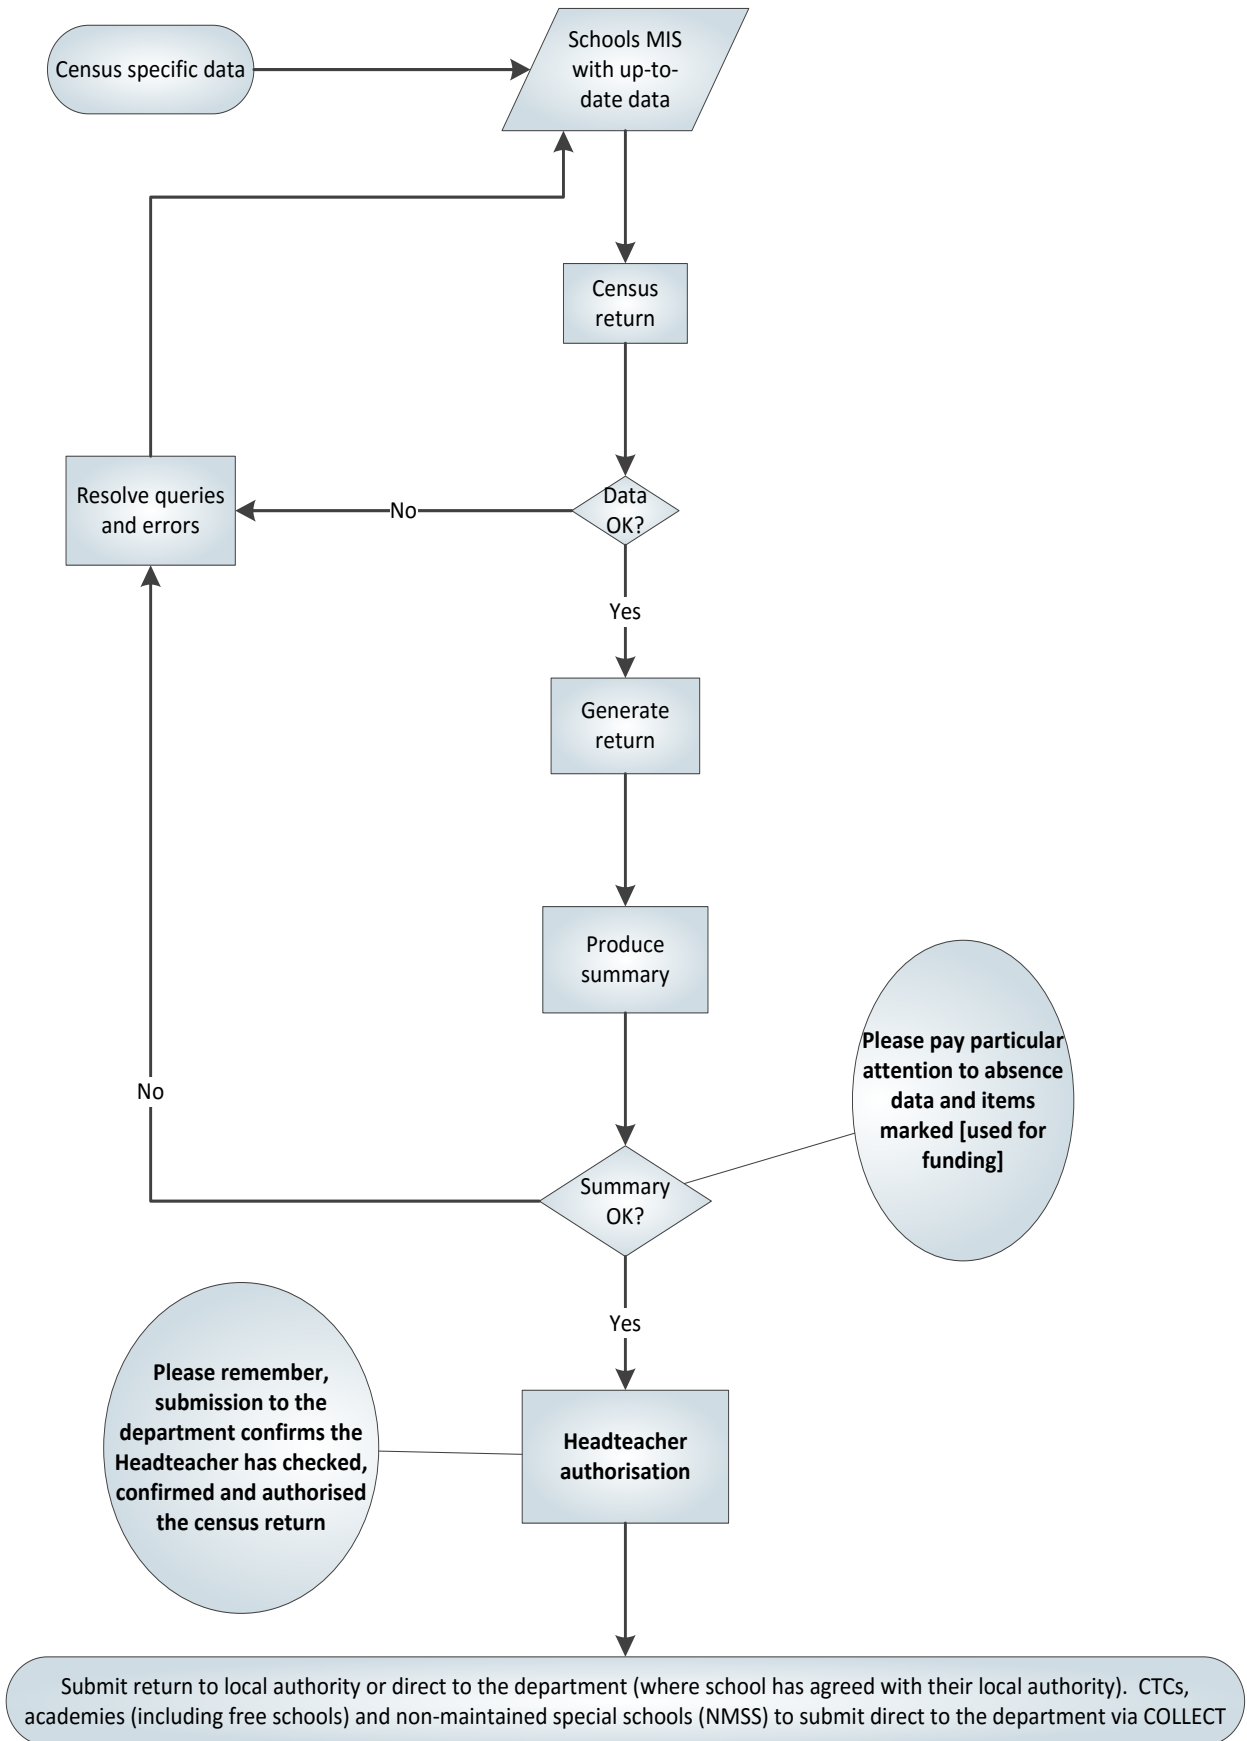 Census specific data
Schools MIS
with up-to-
date data
Census
return
Resolve queries
and errors
No
Data
OK?
Yes
Generate
return
Produce
summary
Please pay particular
attention to absence
data and items
marked [used for
funding]
No
Summary
OK?
Yes
Please remember,
submission to the
department confirms the
Headteacher has checked,
confirmed and authorised
the census return
Headteacher
authorisation
Submit return to local authority or direct to the department (where school has agreed with their local authority).  CTCs,
academies (including free schools) and non-maintained special schools (NMSS) to submit direct to the department via COLLECT